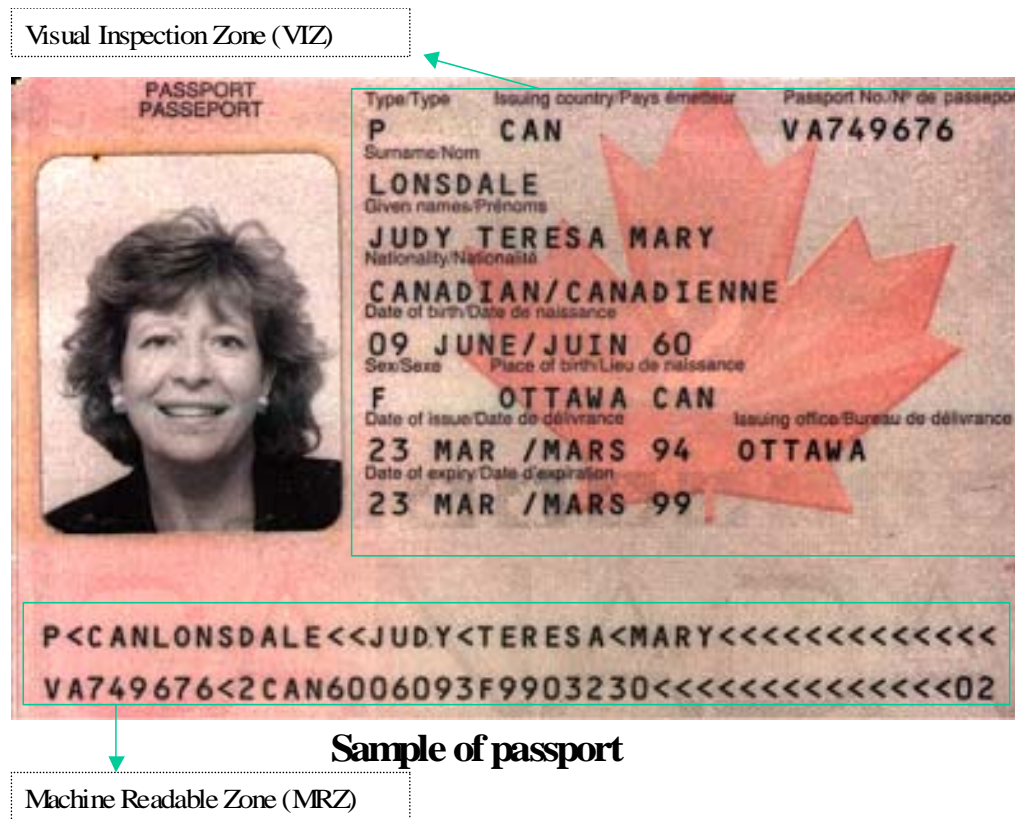 Visual Inspection Zone (VIZ)
PASSPORT
PASSEPORT
Type/Type Issuing country/Pays émetteur Passport No./Nº de passepor
P CAN VA749676
Surname/Nom
LONSDALE
Given names/Prénoms
JUDY TERESA MARY
Nationality/Nationalité
CANADIAN/CANADIENNE
Date of birth/Date de naissance
09 JUNE/JUIN 60
Sex/Sexe Place of birth/Lieu de naissance
F OTTAWA CAN
Date of issue/Date de délivrance Issuing office/Bureau de délivrance
23 MAR /MARS 94 OTTAWA
Date of expiry/Date d'expiration
23 MAR /MARS 99
P<CANLONSDALE<<JUDY<TERESA<MARY<<<<<<<<<<<<<
VA749676<2CAN6006093F9903230<<<<<<<<<<<<<<02
Sample of passport
Machine Readable Zone (MRZ)